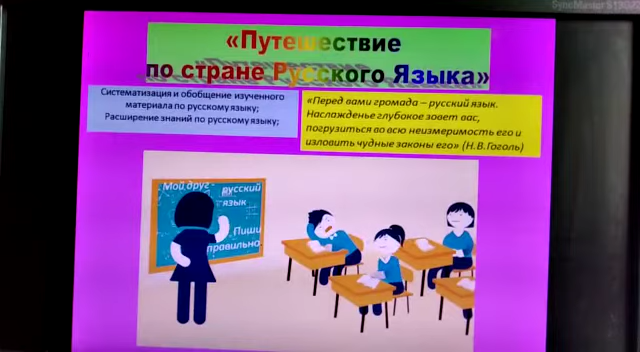 SyncMaster
«Путешествие
по стране Русского Языка»
Систематизация и обобщение изученного
материала по русскому языку;
Расширение знаний по русскому языку;
«Перед вами громада – русский язык.
Наслажденье глубокое зовет вас,
погрузиться во всю неизмеримость его и
изловить чудные законы его» (Н.В.Гоголь)
Мой друг - русский
язык
Пиши
правильно